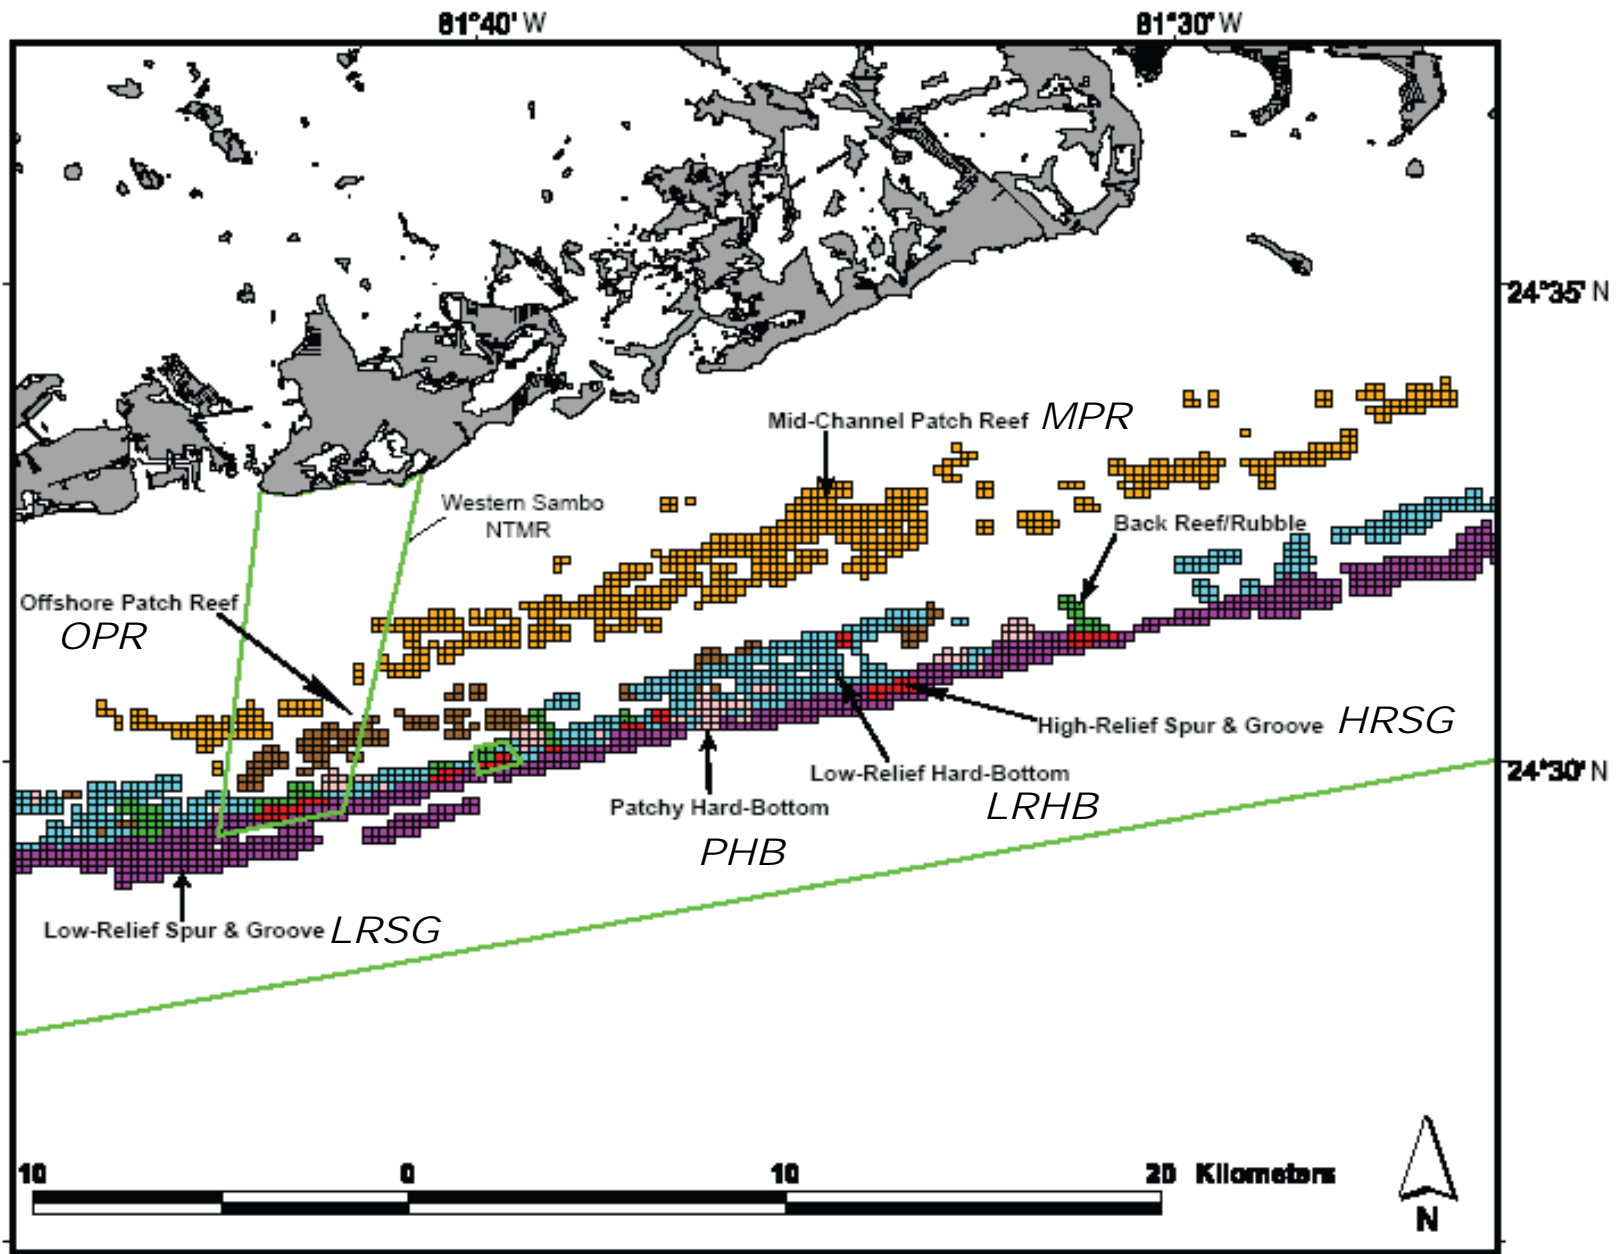 81°40' W
81°30' W
24°35' N
Mid-Channel Patch Reef MPR
Western Sambo
NTMR
Back Reef/Rubble
Offshore Patch Reef
OPR
High-Relief Spur & Groove HRSG
Low-Relief Hard-Bottom
LRHB
24°30' N
Patchy Hard-Bottom
PHB
Low-Relief Spur & Groove LRSG
10 0 10 20 Kilometers
N